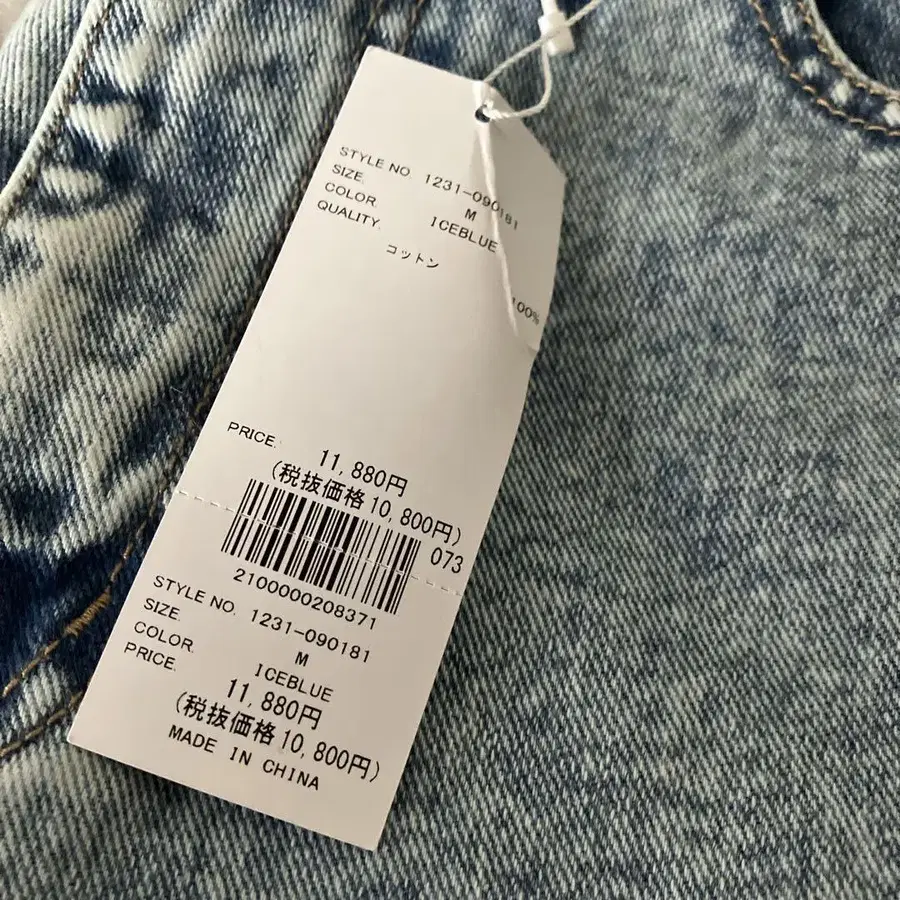 STYLE NO. 1231-090181
SIZE. M
COLOR. ICEBLUE
QUALITY.
コットン 100%
PRICE. 11,880円
(税抜価格10,800円)
073
2100000208371
STYLE NO. 1231-090181
SIZE. M
COLOR. ICEBLUE
PRICE. 11,880円
(税抜価格10,800円)
MADE IN CHINA